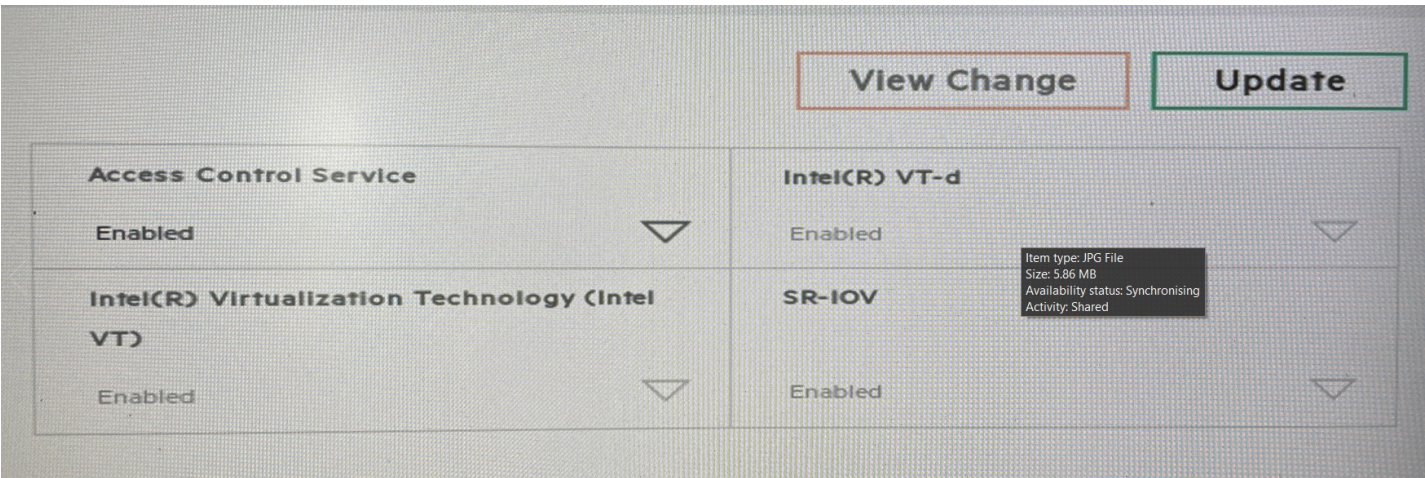 View Change
Update
Access Control Service
Enabled
Intel(R) VT-d
Enabled
Item type: JPG File
Size: 5.86 MB
Availability status: Synchronising
Activity: Shared
Intel(R) Virtualization Technology (Intel
VT)
Enabled
SR-IOV
Enabled